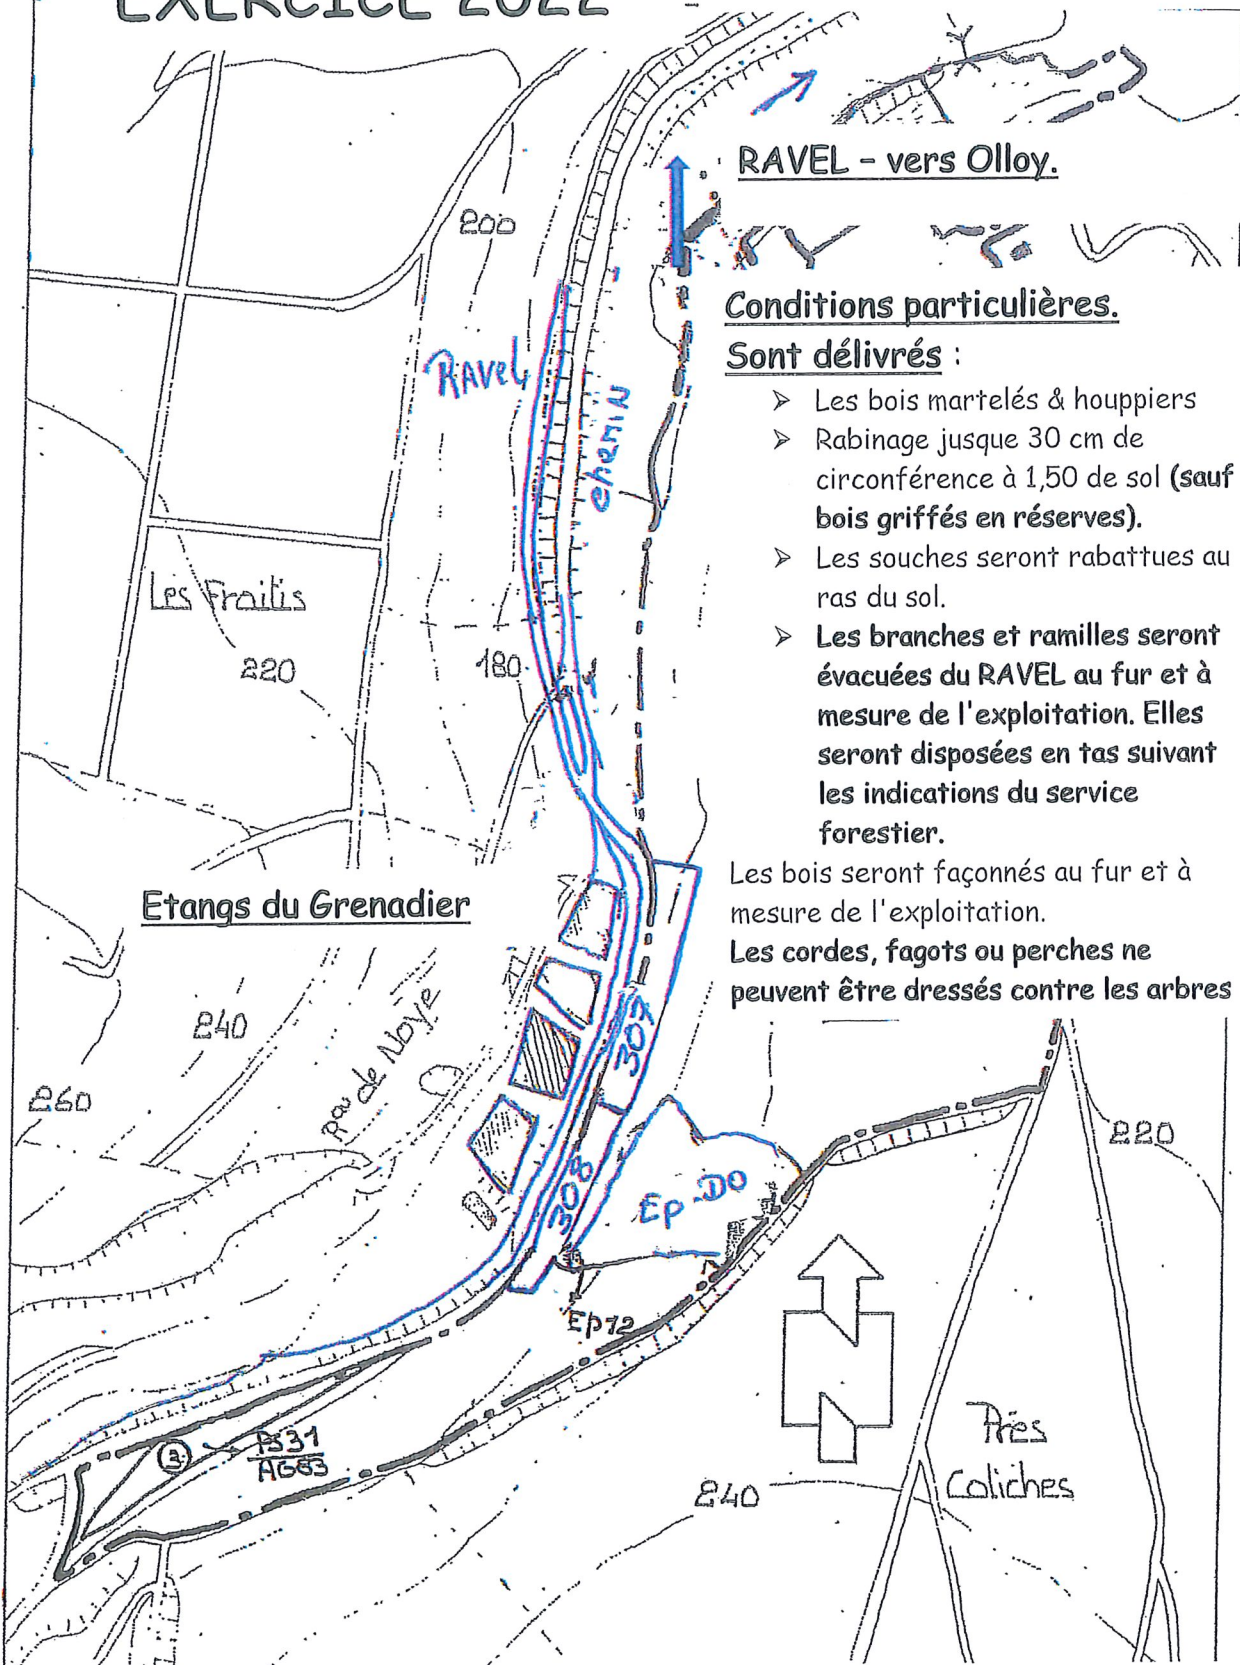 EXERCICE 2022
RAVEL - vers Olloy.
200
Conditions particulières.
Sont délivrés :
Ravel
chemin
➢ Les bois martelés & houppiers
➢ Rabinage jusque 30 cm de
circonférence à 1,50 de sol (sauf
bois griffés en réserves).
➢ Les souches seront rabattues au
ras du sol.
➢ Les branches et ramilles seront
évacuées du RAVEL au fur et à
mesure de l'exploitation. Elles
seront disposées en tas suivant
les indications du service
forestier.
Les Fraitis
220
180
Les bois seront façonnés au fur et à
mesure de l'exploitation.
Les cordes, fagots ou perches ne
peuvent être dressés contre les arbres
Etangs du Grenadier
240
Rau de Noye
260
307
220
308
Ep-DO
Ep72
3
PS31
AG63
Prés
Coliches
240
N